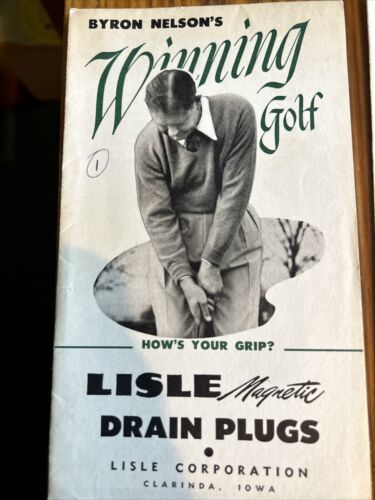 BYRON NELSON'S
Winning
Golf
1
HOW'S YOUR GRIP?
LISLE Magnetic
DRAIN PLUGS
•
LISLE CORPORATION
CLARINDA, IOWA